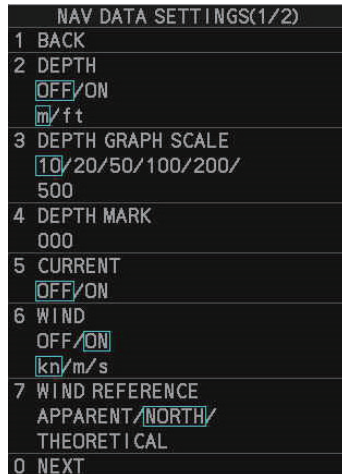 NAV DATA SETTINGS(1/2)
1 BACK
2 DEPTH
OFF/ON
m/ft
3 DEPTH GRAPH SCALE
10/20/50/100/200/
500
4 DEPTH MARK
000
5 CURRENT
OFF/ON
6 WIND
OFF/ON
kn/m/s
7 WIND REFERENCE
APPARENT/NORTH/
THEORETICAL
0 NEXT